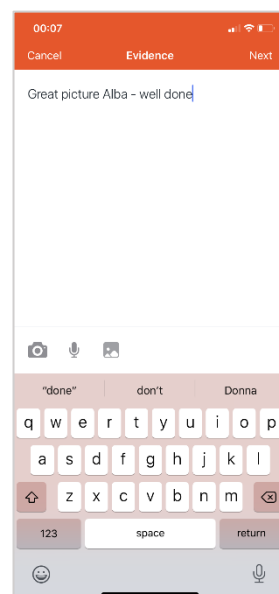 00:07
Cancel Evidence Next
Great picture Alba - well done
“done” don't Donna
q w e r t y u i o p
a s d f g h j k l
z x c v b n m
123 space return